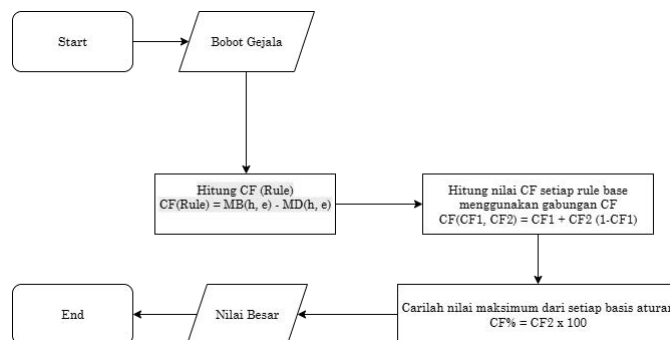 Start
Bobot Gejala
Hitung CF (Rule)
CF(Rule) = MB(h, e) - MD(h, e)
Hitung nilai CF setiap rule base
menggunakan gabungan CF
CF(CF1, CF2) = CF1 + CF2 (1-CF1)
Carilah nilai maksimum dari setiap basis aturan
CF% = CF2 x 100
Nilai Besar
End